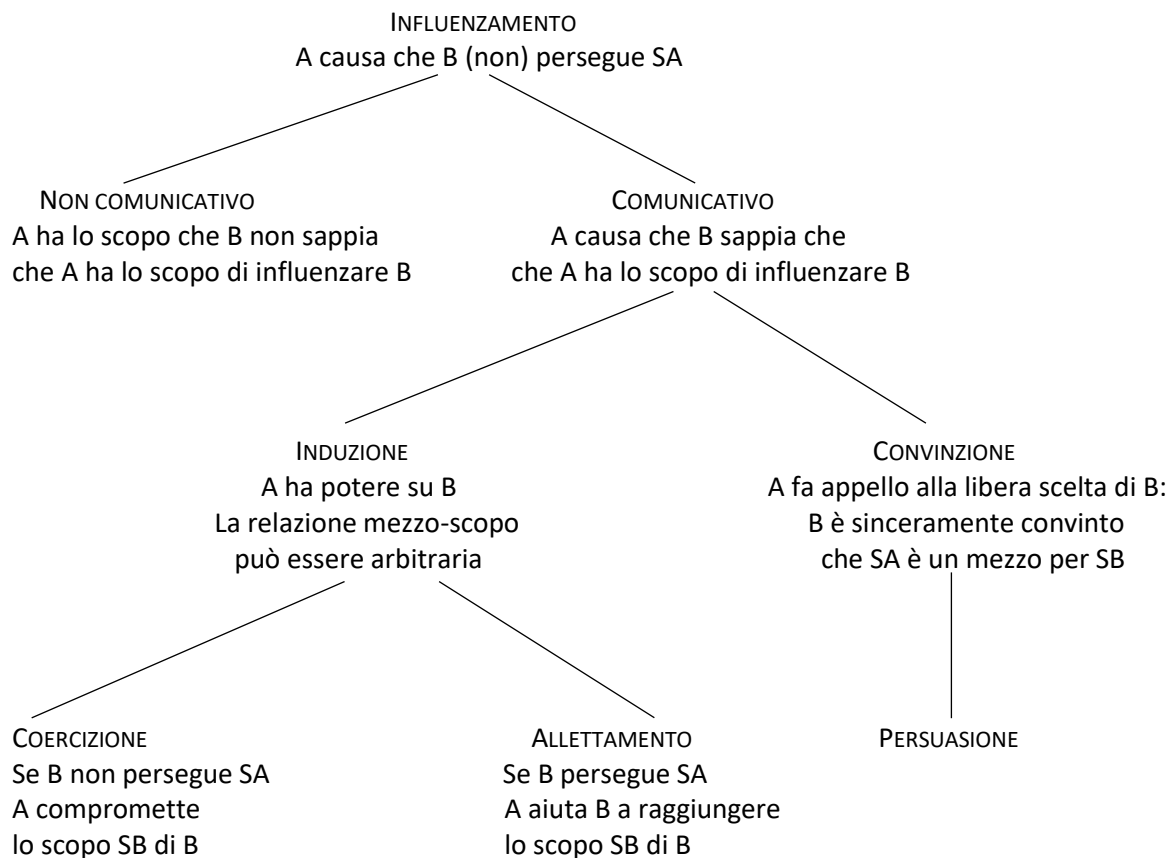 INFLUENZAMENTO
A causa che B (non) persegue SA
NON COMUNICATIVO
A ha lo scopo che B non sappia
che A ha lo scopo di influenzare B
COMUNICATIVO
A causa che B sappia che
che A ha lo scopo di influenzare B
INDUZIONE
A ha potere su B
La relazione mezzo-scopo
può essere arbitraria
CONVINZIONE
A fa appello alla libera scelta di B:
B è sinceramente convinto
che SA è un mezzo per SB
COERCIZIONE
Se B non persegue SA
A compromette
lo scopo SB di B
ALLETTAMENTO
Se B persegue SA
A aiuta B a raggiungere
lo scopo SB di B
PERSUASIONE